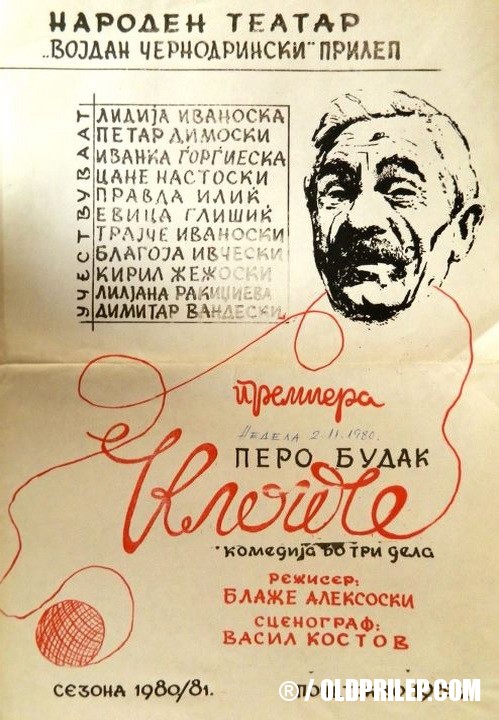 НАРОДЕН ТЕАТАР
„ВОЈДАН ЧЕРНОДРИНСКИ" ПРИЛЕП
УЧЕСТВУВААТ
ЛИДИЈА ИВАНОСКА
ПЕТАР ДИМОСКИ
ИВАНКА ЃОРЃИЕСКА
ЦАНЕ НАСТОСКИ
ПРАВДА ИЛИЌ
ЕВИЦА ГЛИШИЌ
ТРАЈЧЕ ИВАНОСКИ
БЛАГОЈА ИВЧЕСКИ
КИРИЛ ЖЕЖОСКИ
ЛИЛЈАНА РАКИЏИЕВА
ДИМИТАР ВАНДЕСКИ
премиера
НЕДЕЛА 2.11.1980.
ПЕРО БУДАК
Клопче
комедија во три дела
РЕЖИСЕР:
БЛАЖЕ АЛЕКСОСКИ
СЦЕНОГРАФ:
ВАСИЛ КОСТОВ
СЕЗОНА 1980/81.
® / OLDPRILEP.COM